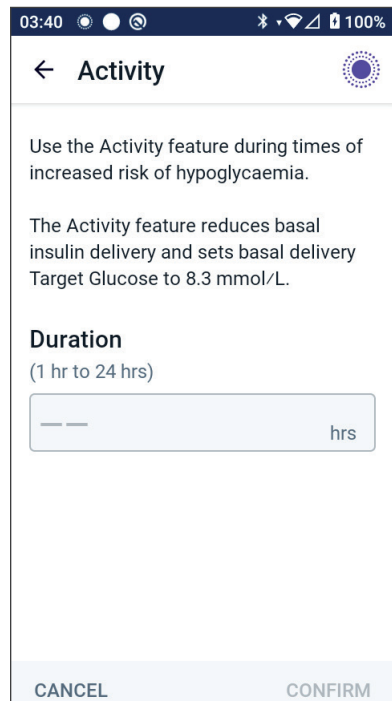 03:40 100%
Activity
Use the Activity feature during times of
increased risk of hypoglycaemia.
The Activity feature reduces basal
insulin delivery and sets basal delivery
Target Glucose to 8.3 mmol/L.
Duration
(1 hr to 24 hrs)
__ __ hrs
CANCEL CONFIRM